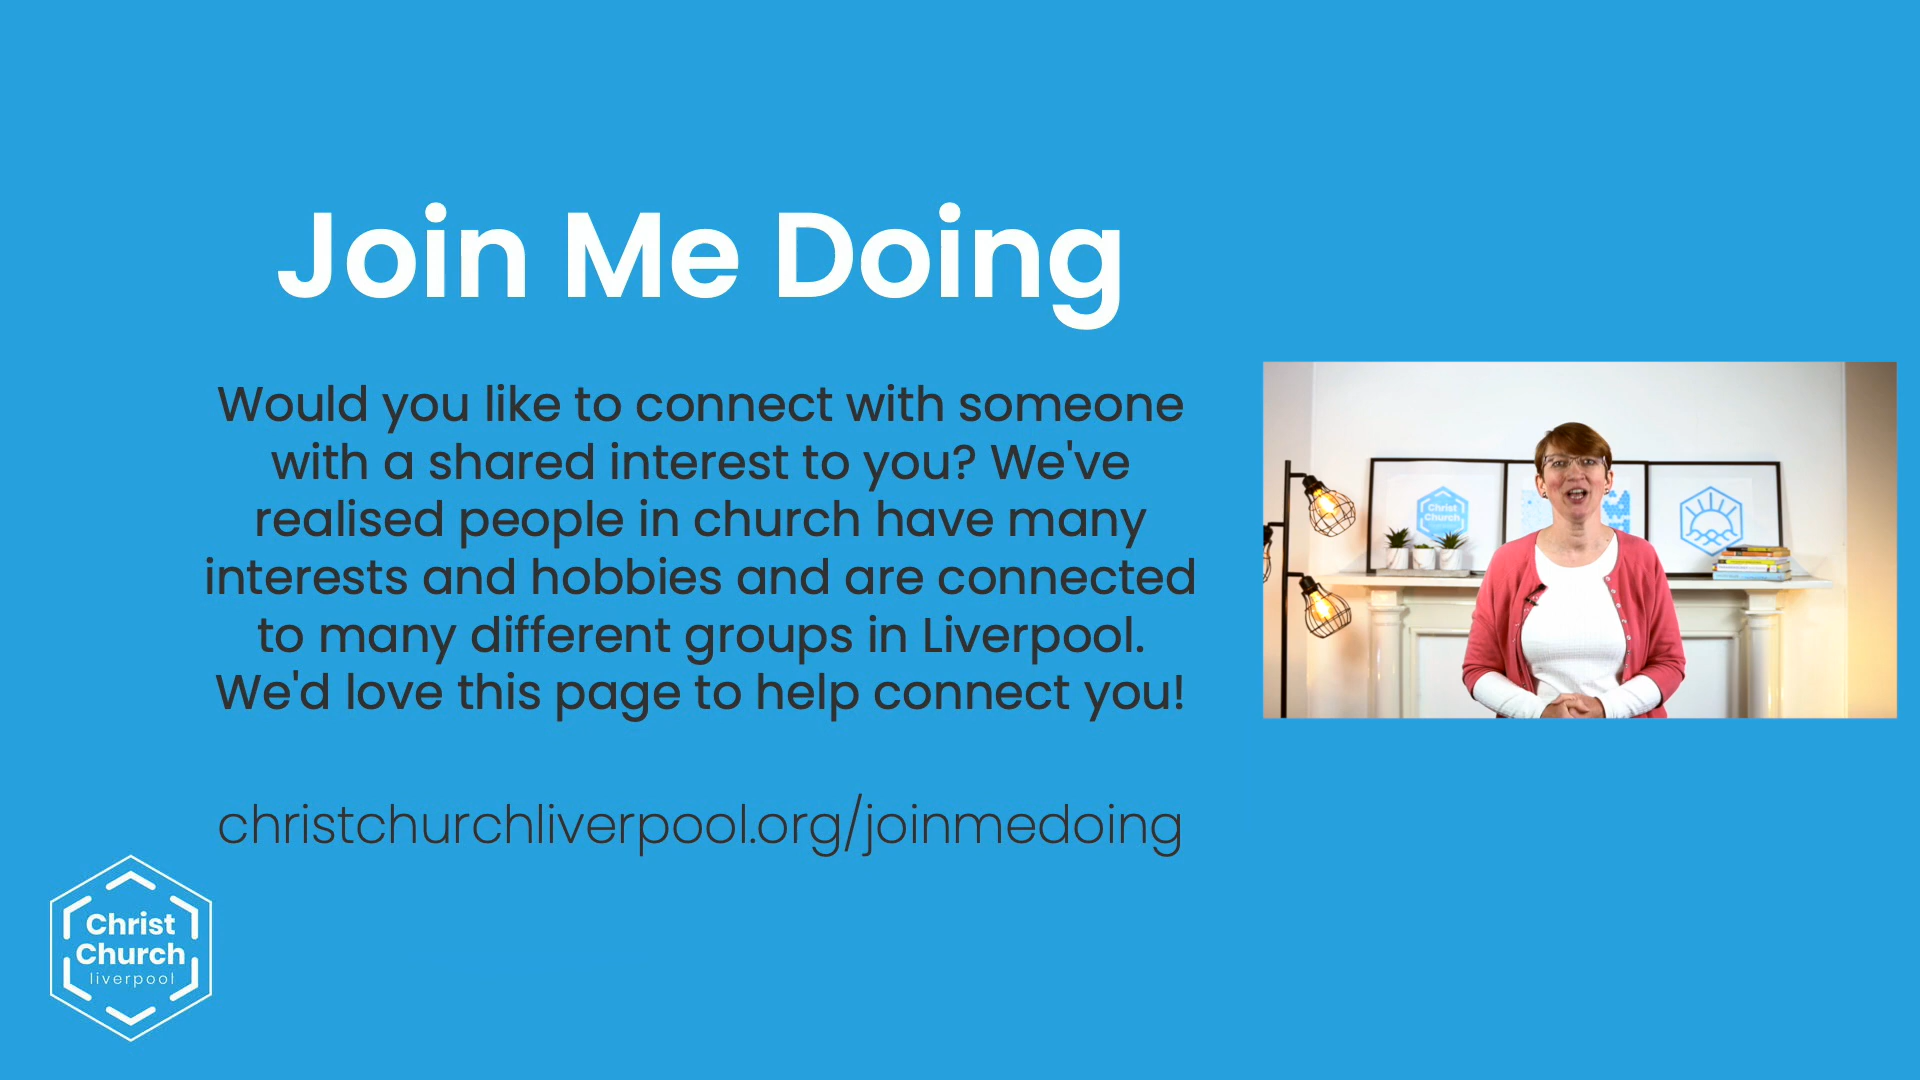 Join Me Doing
Would you like to connect with someone
with a shared interest to you? We've
realised people in church have many
interests and hobbies and are connected
to many different groups in Liverpool.
We'd love this page to help connect you!
christchurchliverpool.org/joinmedoing
Christ
Church
liverpool
Christ
Church